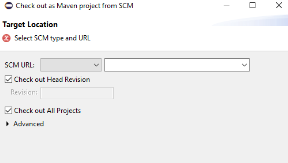 Check out as Maven project from SCM
Target Location
Select SCM type and URL
SCM URL:
Check out Head Revision
Revision:
Check out All Projects
Advanced